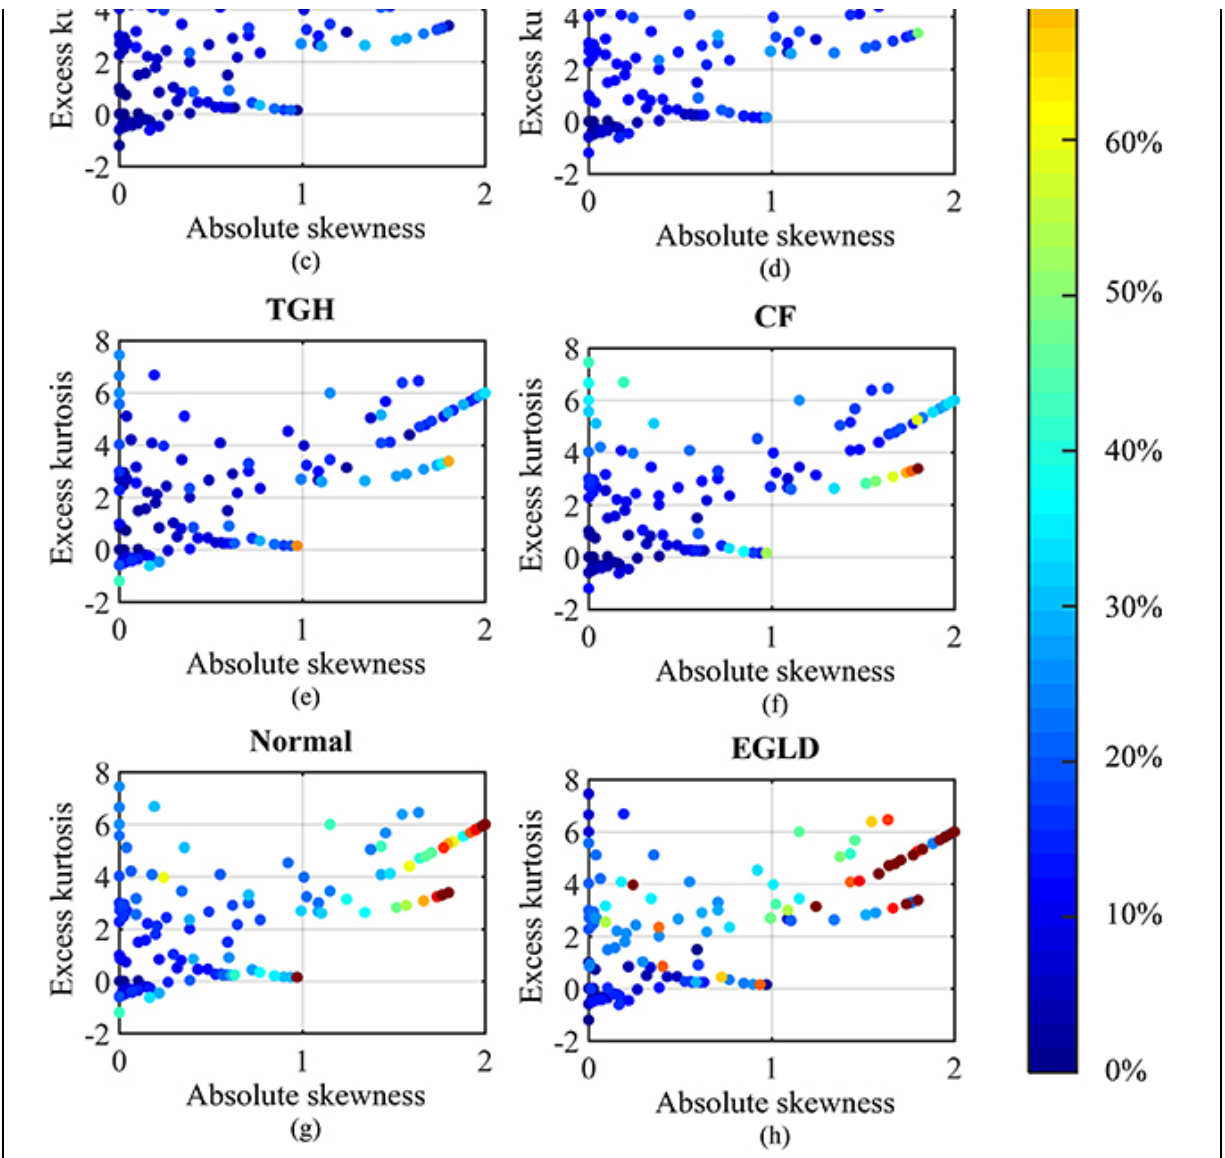 4
2
0
-2
0 1 2
Excess ku
Absolute skewness
(c)
4
2
0
-2
0 1 2
Excess ku
Absolute skewness
(d)
TGH
8
6
4
2
0
-2
0 1 2
Excess kurtosis
Absolute skewness
(e)
CF
8
6
4
2
0
-2
0 1 2
Excess kurtosis
Absolute skewness
(f)
Normal
8
6
4
2
0
-2
0 1 2
Excess kurtosis
Absolute skewness
(g)
EGLD
8
6
4
2
0
-2
0 1 2
Excess kurtosis
Absolute skewness
(h)
60%
50%
40%
30%
20%
10%
0%